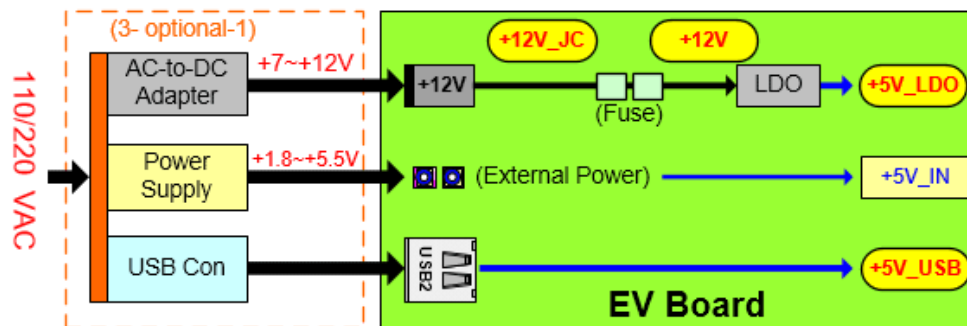 (3- optional-1)
110/220 VAC
AC-to-DC
Adapter
+7~+12V
+12V
+12V_JC
(Fuse)
+12V
LDO
+5V_LDO
Power
Supply
+1.8~+5.5V
(External Power)
+5V_IN
USB Con
USB2
+5V_USB
EV Board